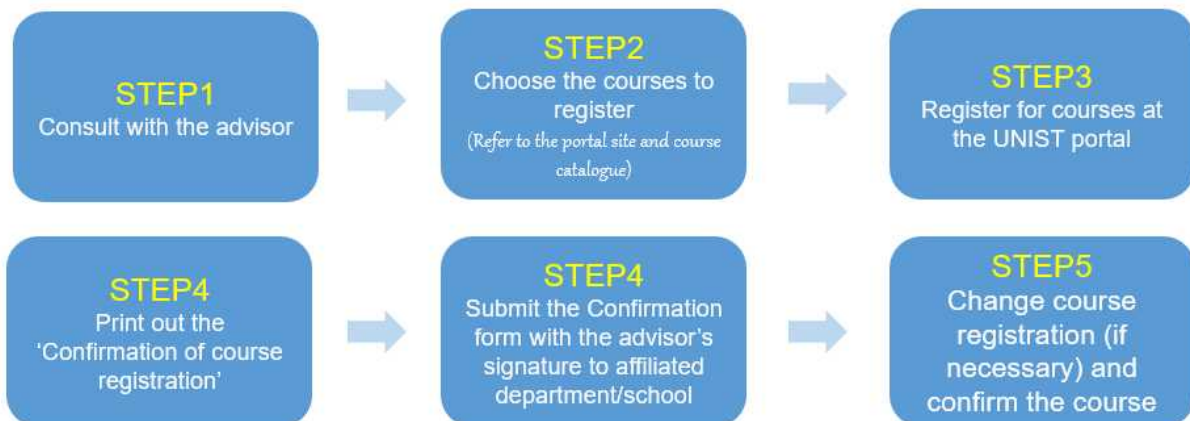 STEP1
Consult with the advisor
STEP2
Choose the courses to
register
(Refer to the portal site and course
catalogue)
STEP3
Register for courses at
the UNIST portal
STEP4
Print out the
‘Confirmation of course
registration’
STEP4
Submit the Confirmation
form with the advisor’s
signature to affiliated
department/school
STEP5
Change course
registration (if
necessary) and
confirm the course